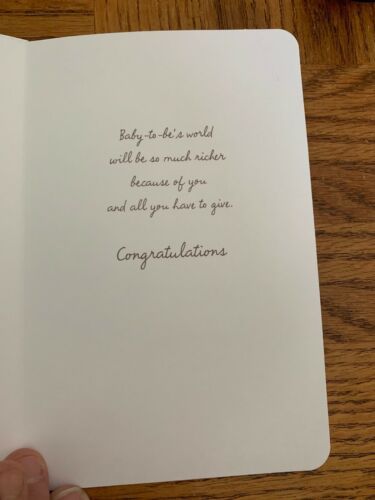 Baby-to-be's world
will be so much richer
because of you
and all you have to give.
Congratulations